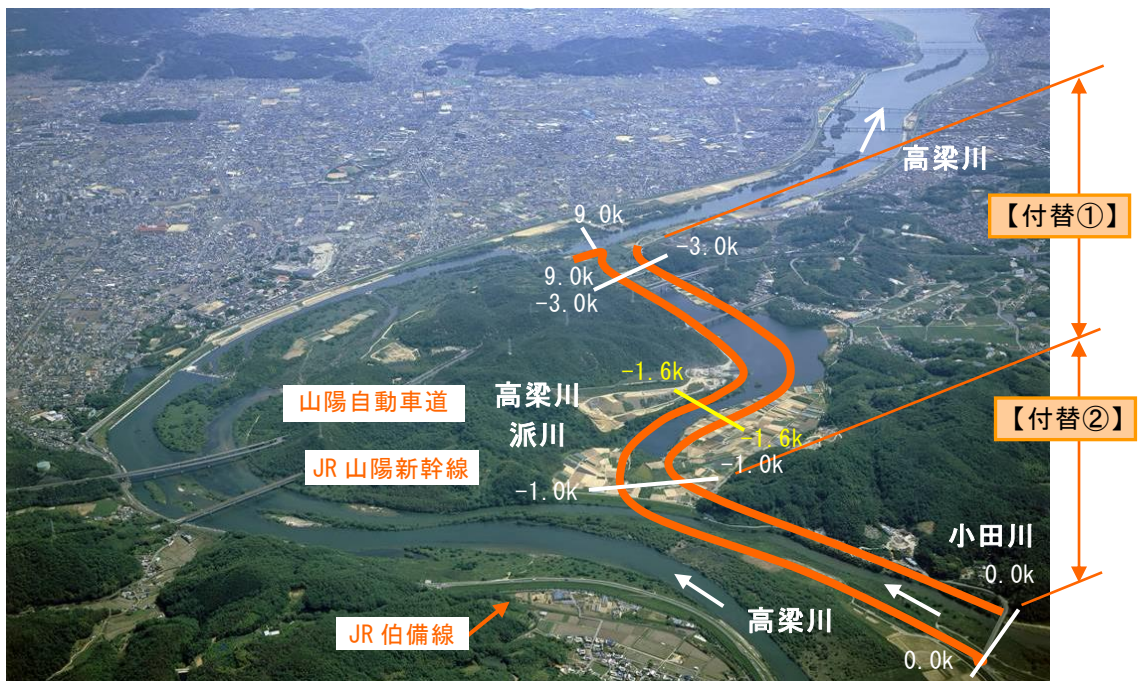 高梁川
【付替①】
9.0k
-3.0k
9.0k
-3.0k
-1.6k
山陽自動車道
高梁川
派川
【付替②】
-1.6k
JR 山陽新幹線
-1.0k
-1.0k
小田川
0.0k
高梁川
JR 伯備線
0.0k